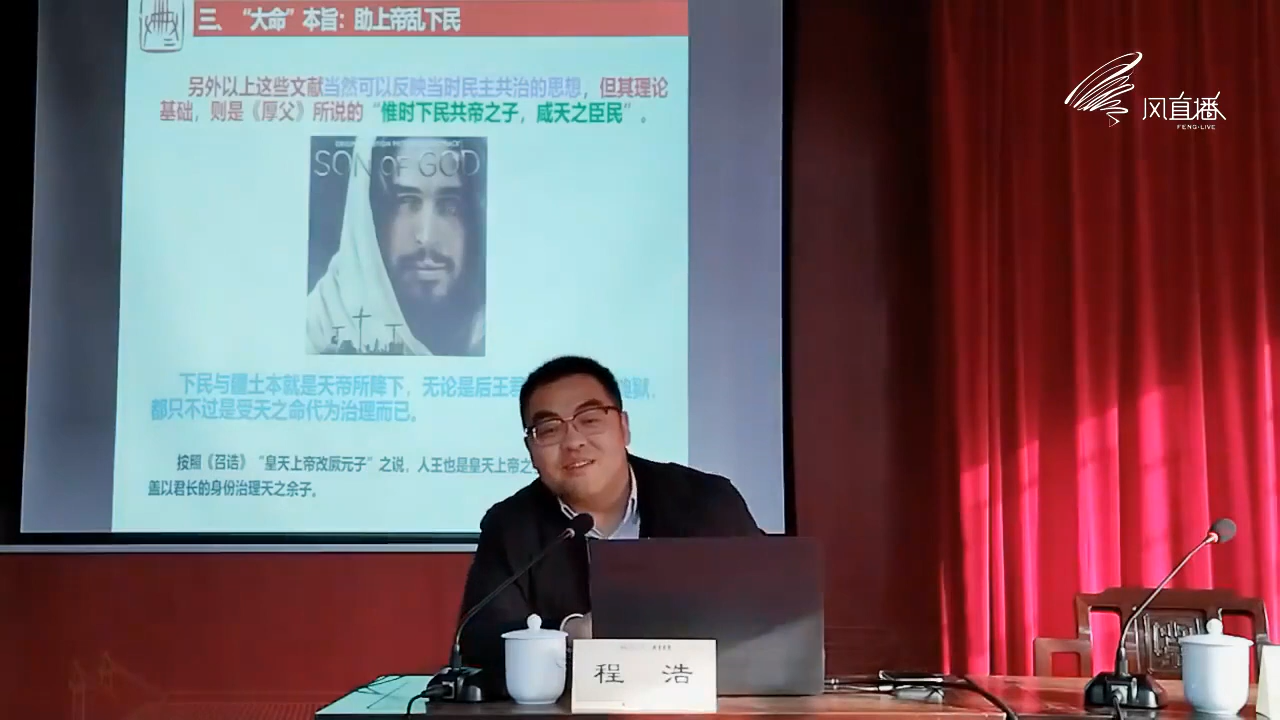 三、“大命”本旨：助上帝乱下民
另外以上这些文献当然可以反映当时民主共治的思想，但其理论
基础，则是《厚父》所说的“惟时下民共帝之子，咸天之臣民”。
SON OF GOD
下民与疆土本就是天帝所降下，无论是后王
都只不过是受天之命代为治理而已。
按照《召诰》“皇天上帝改厥元子”之说，人王也是皇天上帝之
盖以君长的身份治理天之余子。
风直播
FENG·LIVE
程 浩